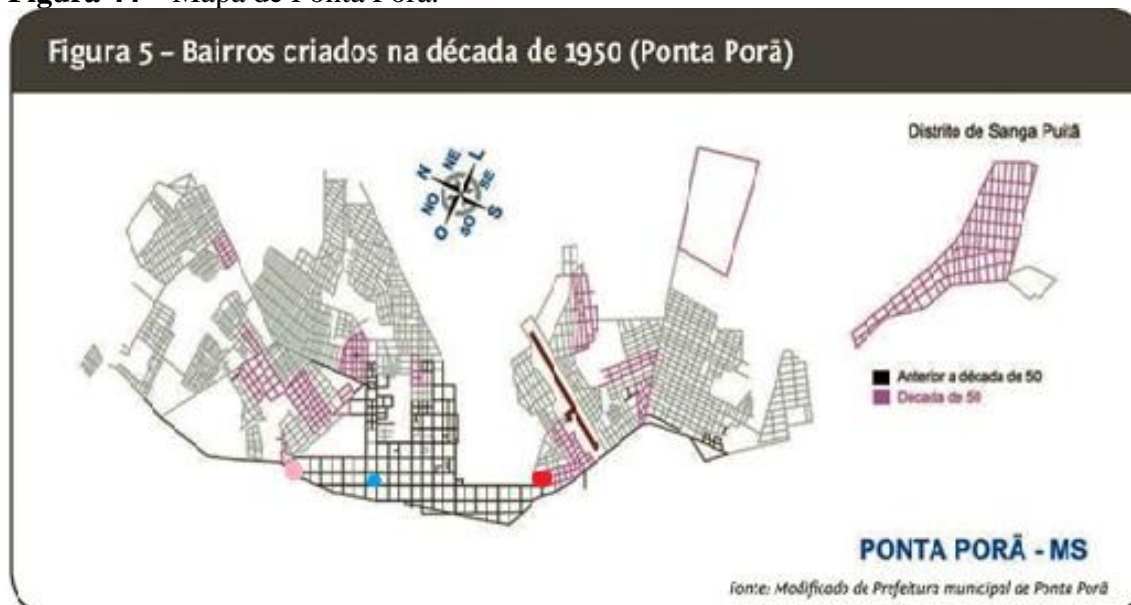 Figura 44 – Mapa de Ponta Porã.
Figura 5 – Bairros criados na década de 1950 (Ponta Porã)
Distrito de Sanga Puitã
N
NE
L
SE
S
SO
O
NO
Anterior a década de 50
Década de 50
PONTA PORÃ - MS
Fonte: Modificado de Prefeitura municipal de Ponta Porã